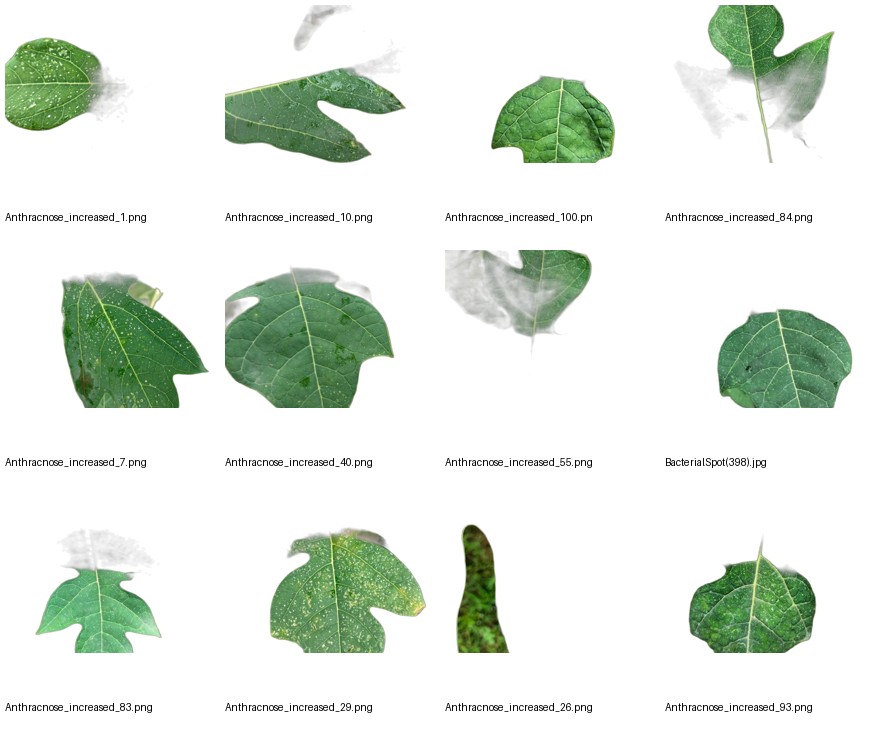 Anthracnose_increased_1.png
Anthracnose_increased_10.png
Anthracnose_increased_100.pn
Anthracnose_increased_84.png
Anthracnose_increased_7.png
Anthracnose_increased_40.png
Anthracnose_increased_55.png
BacterialSpot(398).jpg
Anthracnose_increased_83.png
Anthracnose_increased_29.png
Anthracnose_increased_26.png
Anthracnose_increased_93.png